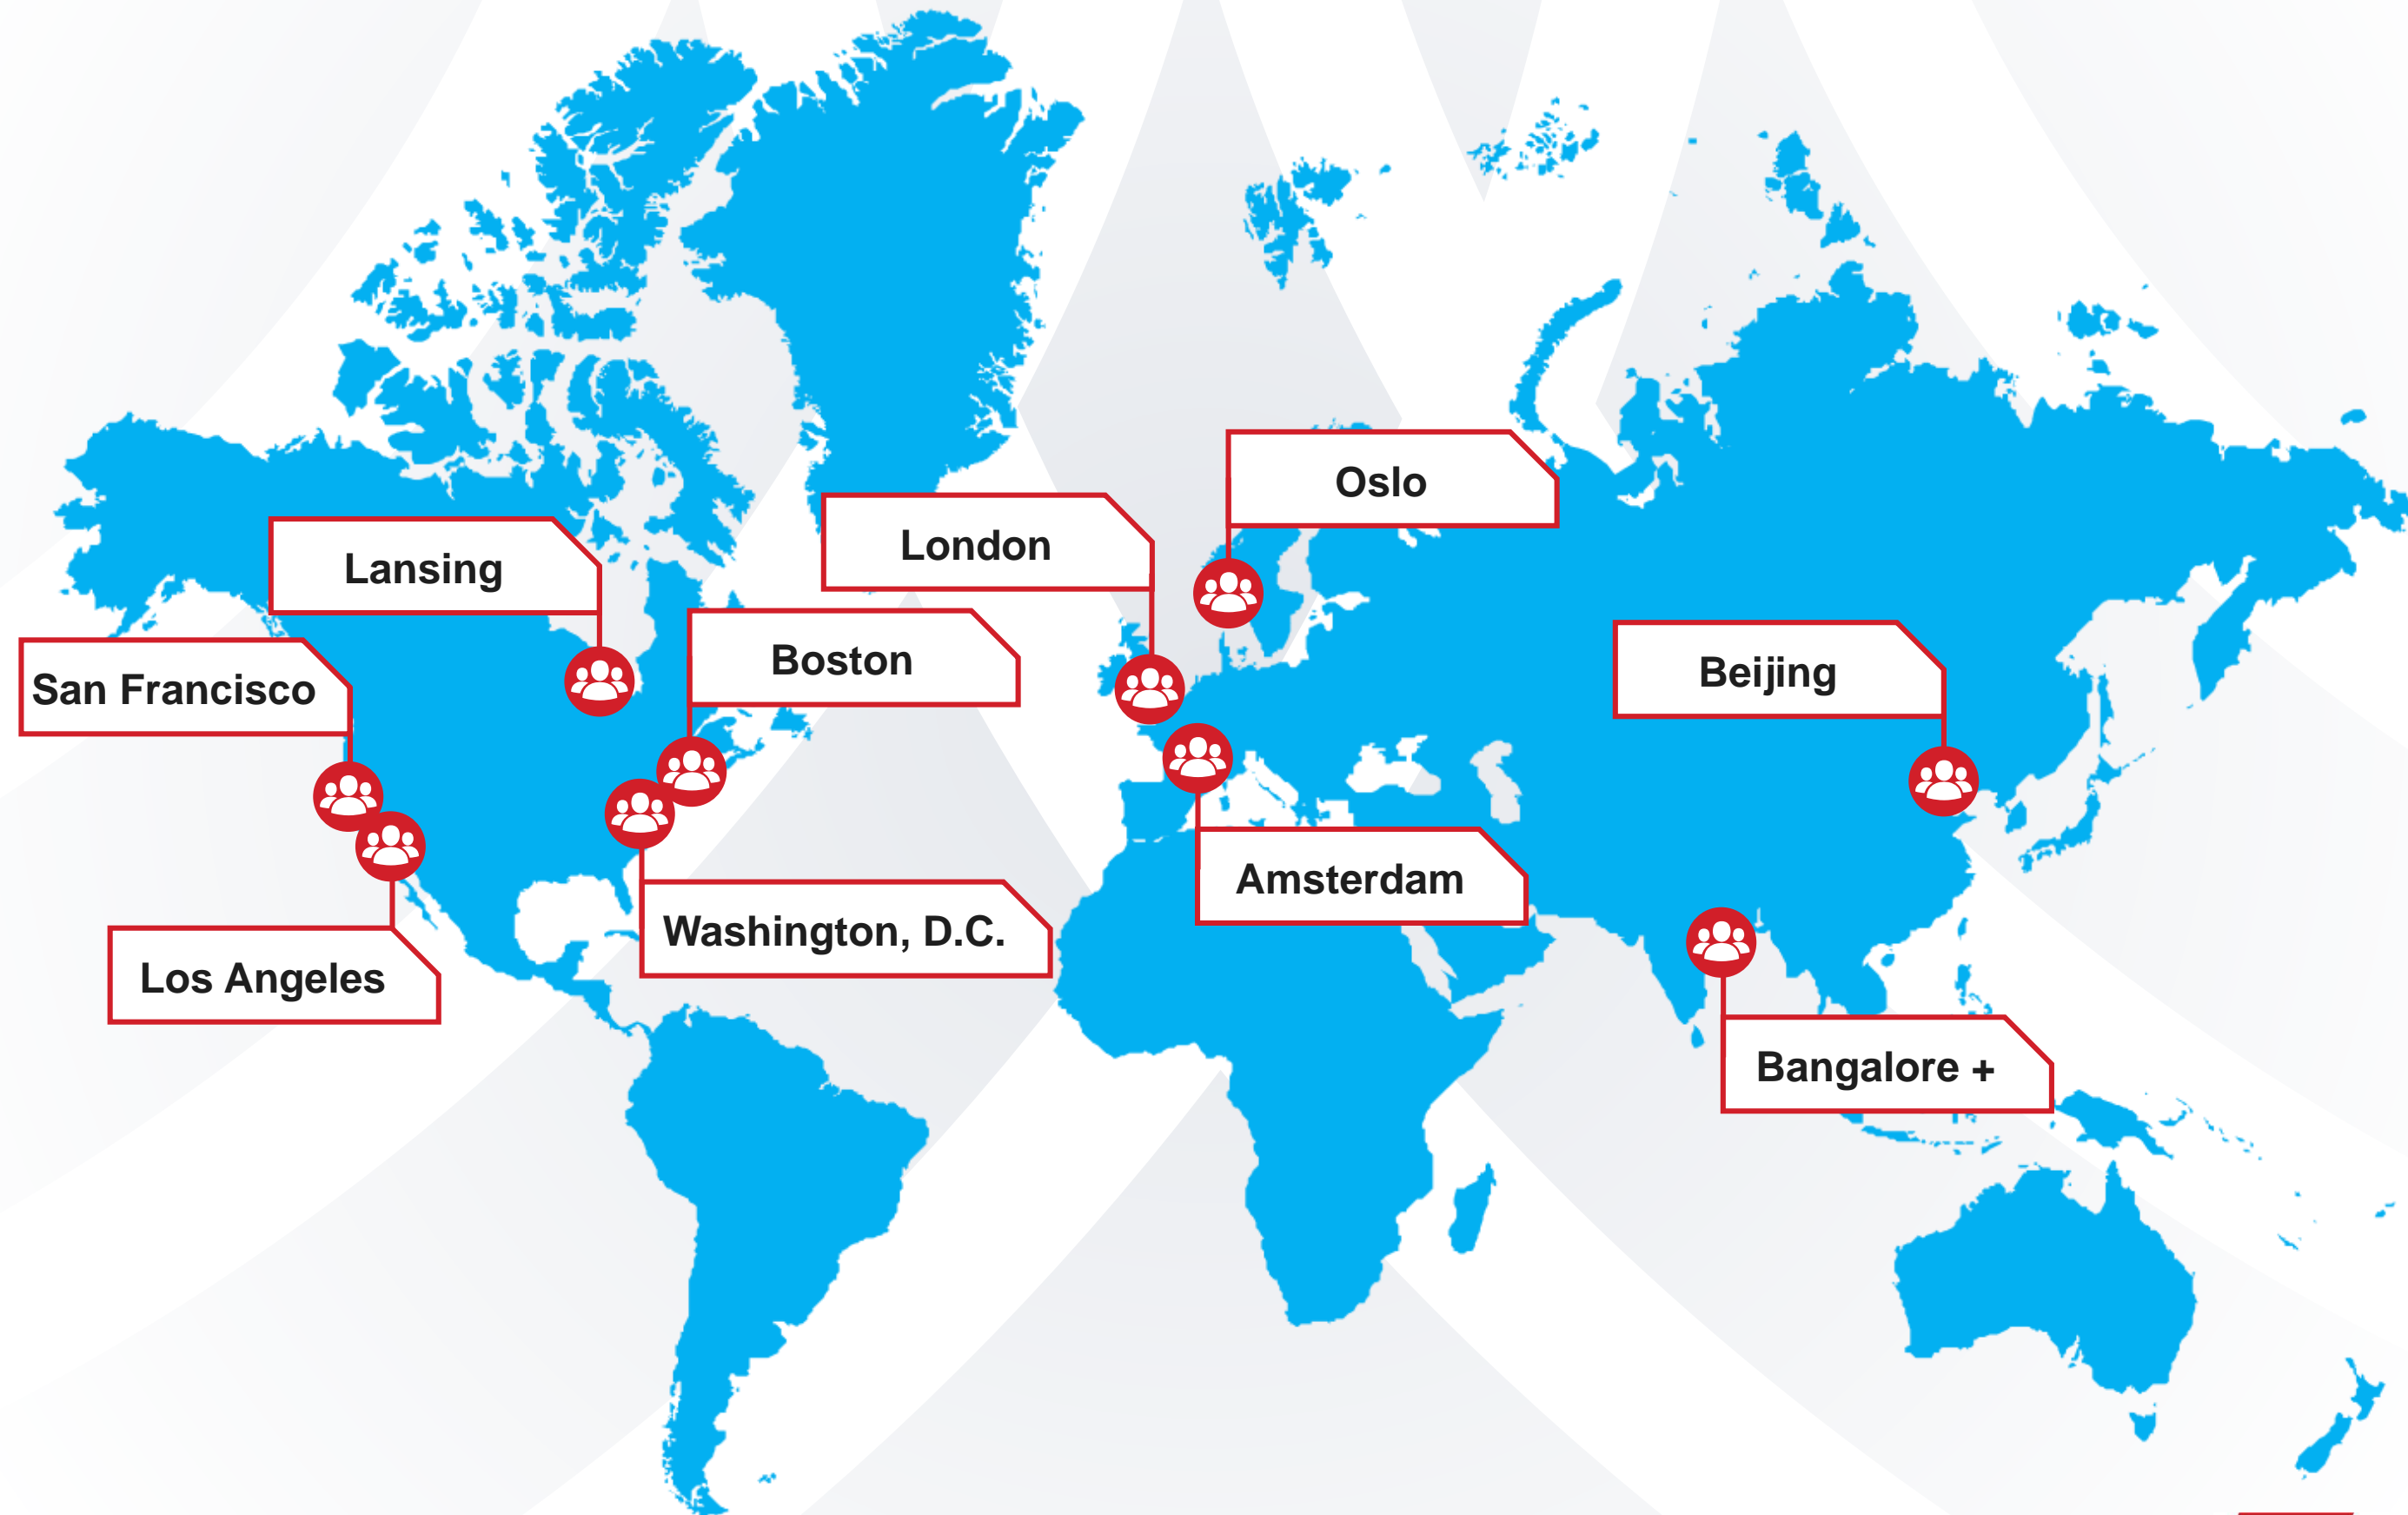 Oslo
London
Lansing
Boston
Beijing
San Francisco
Amsterdam
Washington, D.C.
Los Angeles
Bangalore +